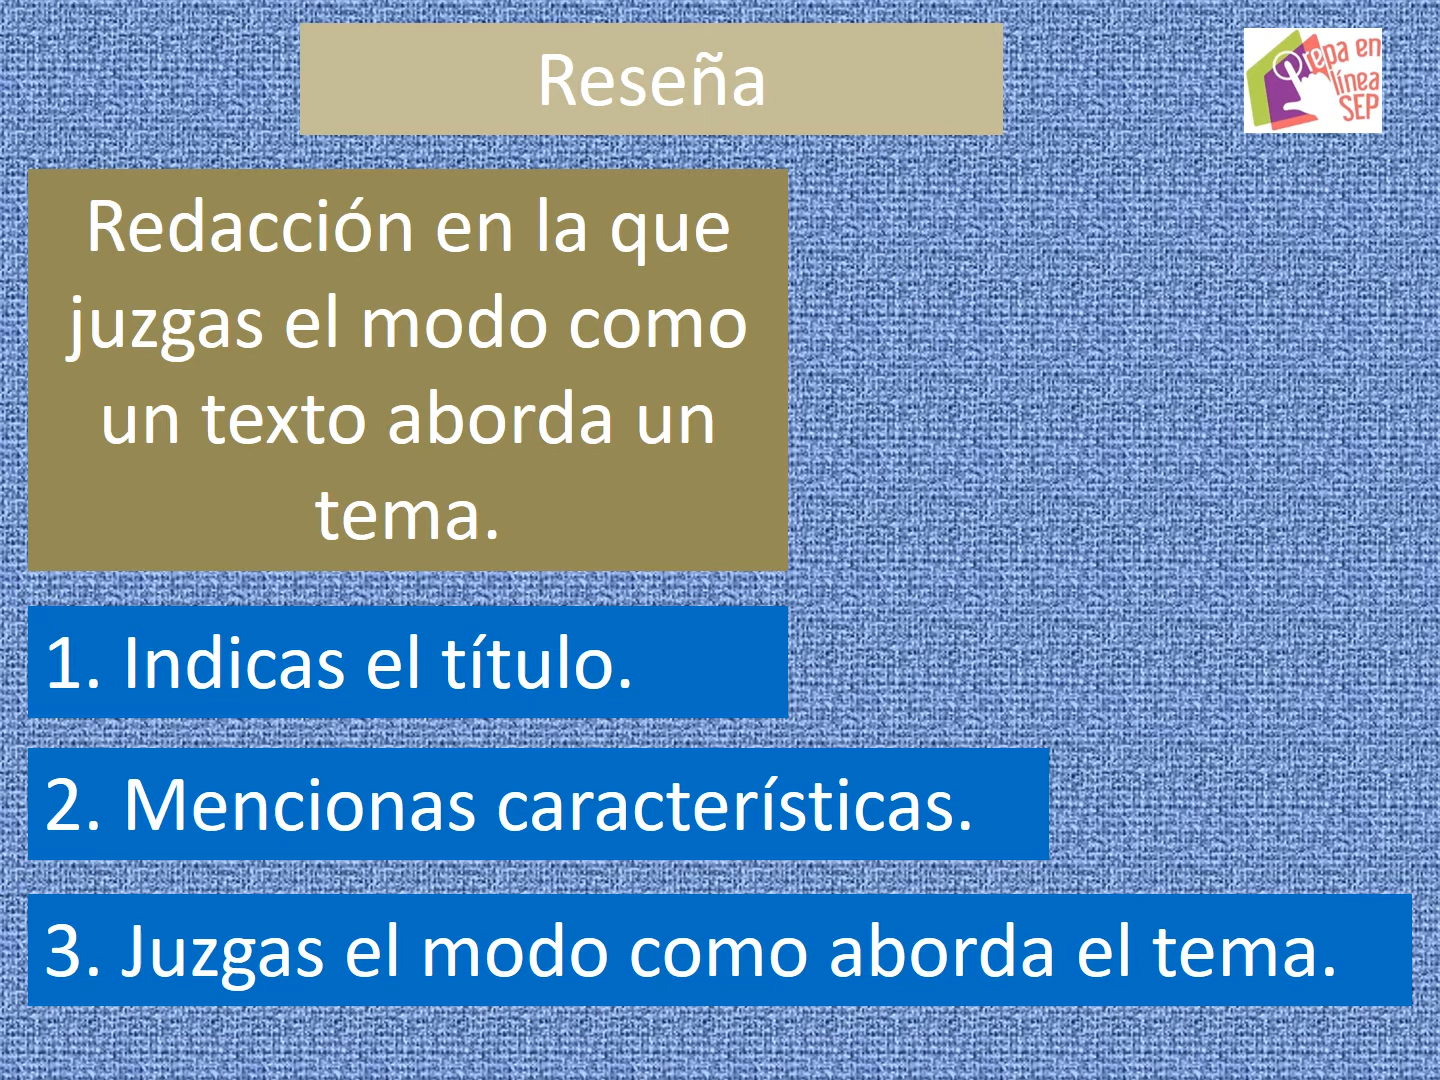 Reseña
Prepa en
línea
SEP
Redacción en la que
juzgas el modo como
un texto aborda un
tema.
1. Indicas el título.
2. Mencionas características.
3. Juzgas el modo como aborda el tema.